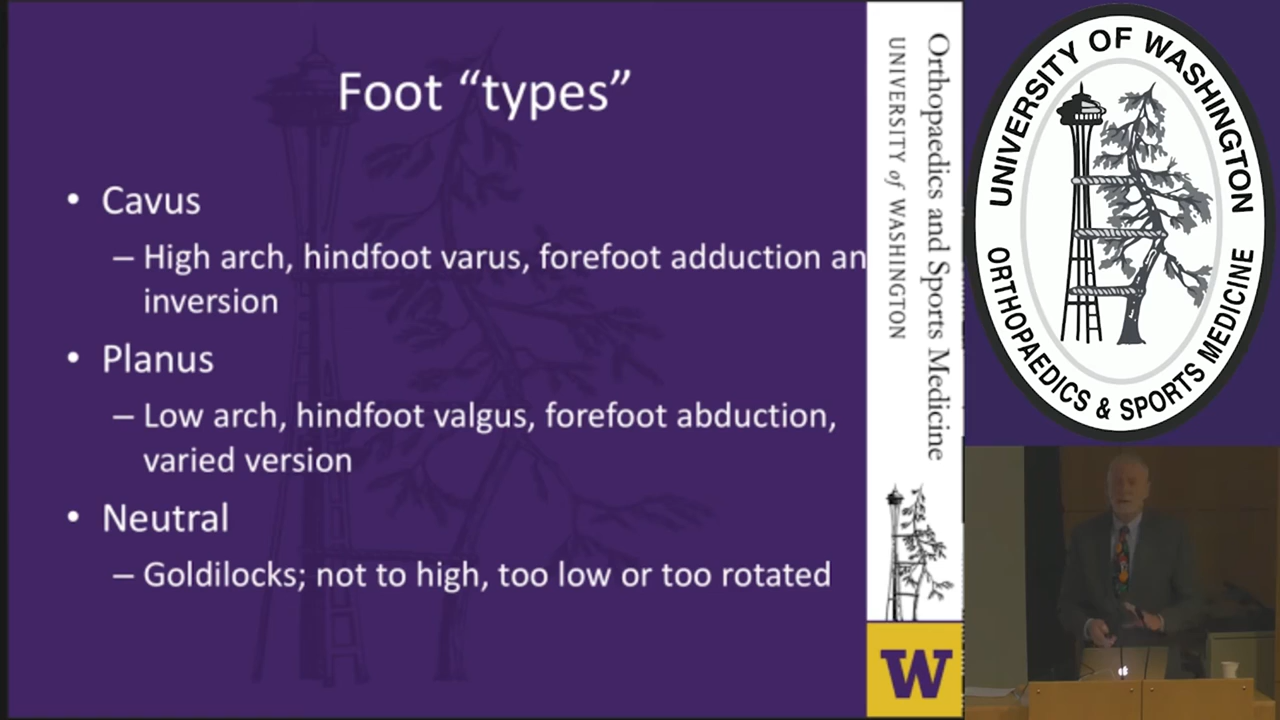 Foot “types”
• Cavus
– High arch, hindfoot varus, forefoot adduction an
inversion
• Planus
– Low arch, hindfoot valgus, forefoot abduction,
varied version
• Neutral
– Goldilocks; not to high, too low or too rotated
Orthopaedics and Sports Medicine
UNIVERSITY of WASHINGTON
W
UNIVERSITY OF WASHINGTON
ORTHOPAEDICS & SPORTS MEDICINE